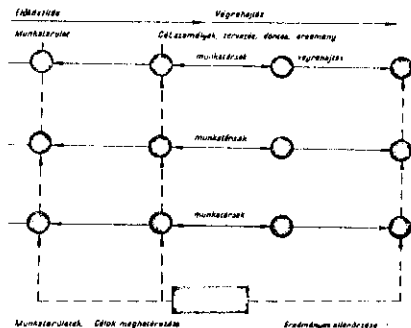 Előkészítés Végrehajtás
Munkaterület Célszemélyek, tervezés, döntés, eredmény
munkatársak végrehajtás
munkatársak
munkatársak
Munkaterületek Célok meghatározása Eredmények ellenőrzése